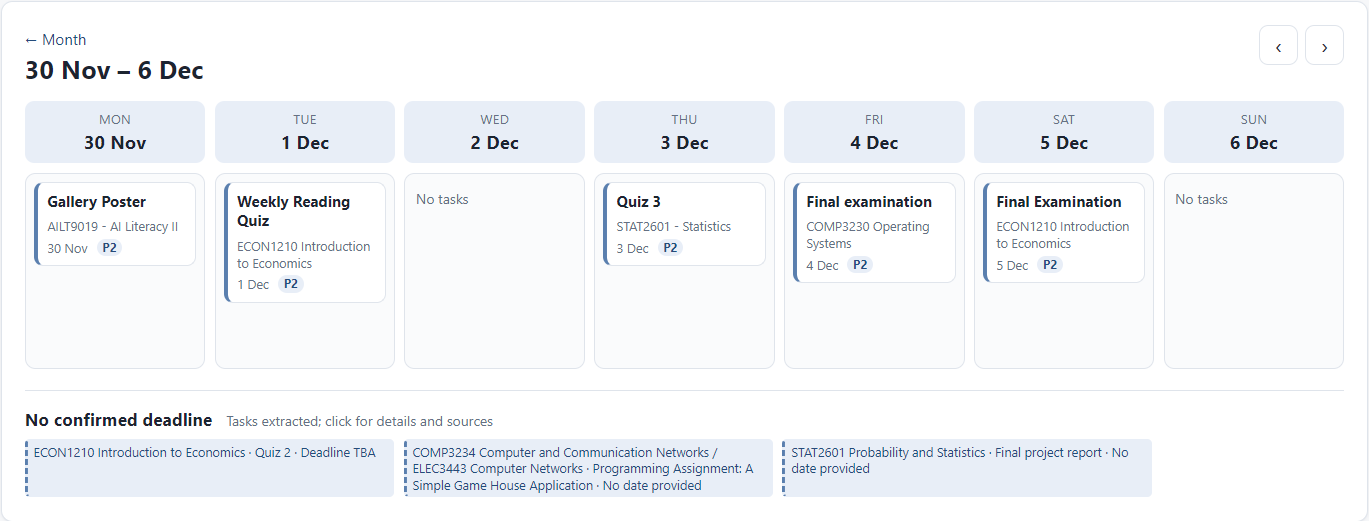 ← Month
‹ ›
30 Nov – 6 Dec
MON
30 Nov
TUE
1 Dec
WED
2 Dec
THU
3 Dec
FRI
4 Dec
SAT
5 Dec
SUN
6 Dec
Gallery Poster
AILT9019 - AI Literacy II
30 Nov P2
Weekly Reading
Quiz
ECON1210 Introduction
to Economics
1 Dec P2
No tasks
Quiz 3
STAT2601 - Statistics
3 Dec P2
Final examination
COMP3230 Operating
Systems
4 Dec P2
Final Examination
ECON1210 Introduction
to Economics
5 Dec P2
No tasks
No confirmed deadline Tasks extracted; click for details and sources
ECON1210 Introduction to Economics · Quiz 2 · Deadline TBA
COMP3234 Computer and Communication Networks /
ELEC3443 Computer Networks · Programming Assignment: A
Simple Game House Application · No date provided
STAT2601 Probability and Statistics · Final project report · No
date provided